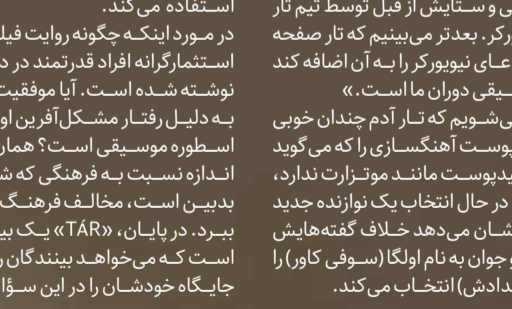 ی و ستایش از قبل توسط تیم تار
رکر. بعدتر می‌بینیم که تار صفحه
عای نیویورکر را به آن اضافه کند
یقی دوران ما است.»
ی‌شویم که تار آدم چندان خوبی
پوست آهنگسازی را که می‌گوید
یدپوست مانند موتزارت ندارد،
در حال انتخاب یک نوازنده جدید
شان می‌دهد خلاف گفته‌هایش
جوان به نام اولگا (سوفی کاور) را
دادش) انتخاب می‌کند.
استفاده می‌کند.
در مورد اینکه چگونه روایت فیل
استثمارگرانه افراد قدرتمند در د
نوشته شده است. آیا موفقیت
به دلیل رفتار مشکل‌آفرین او
اسطوره موسیقی است؟ همار
اندازه نسبت به فرهنگی که ش
بدبین است، مخالف فرهنگ
ببرد. در پایان، «TÁR» یک بی
است که می‌خواهد بینندگان ر
جایگاه خودشان را در این سؤا